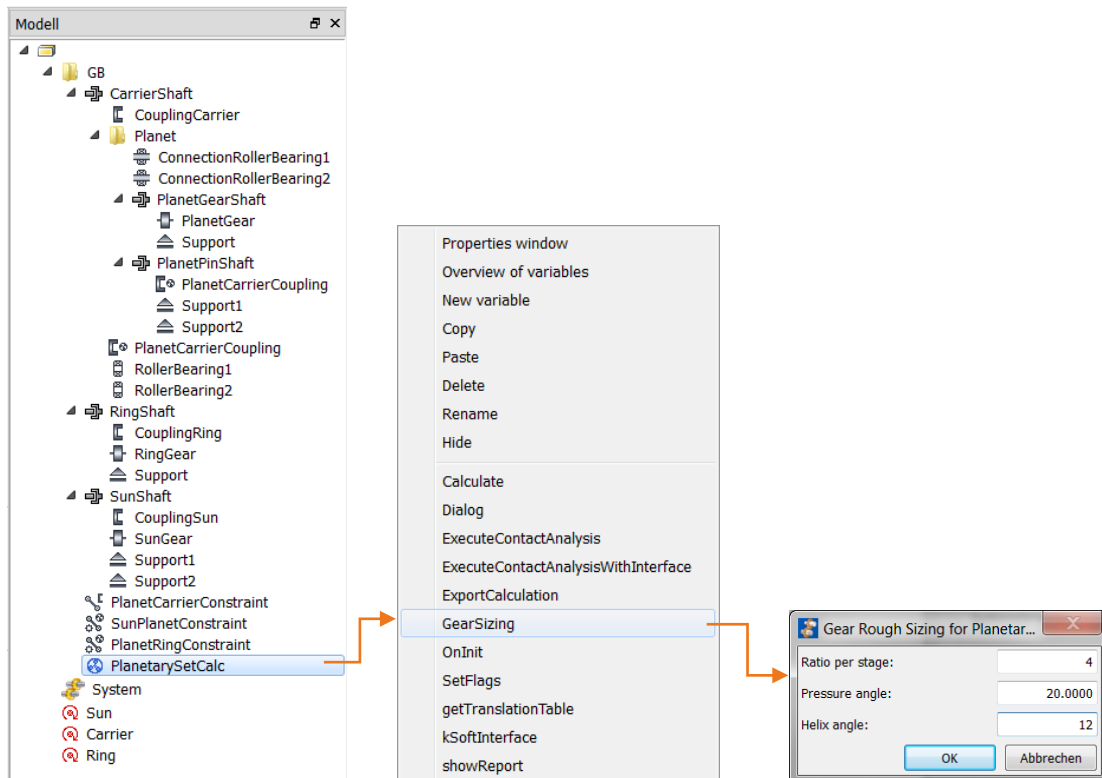 Modell
GB
CarrierShaft
CouplingCarrier
Planet
ConnectionRollerBearing1
ConnectionRollerBearing2
PlanetGearShaft
PlanetGear
Support
PlanetPinShaft
PlanetCarrierCoupling
Support1
Support2
PlanetCarrierCoupling
RollerBearing1
RollerBearing2
RingShaft
CouplingRing
RingGear
Support
SunShaft
CouplingSun
SunGear
Support1
Support2
PlanetCarrierConstraint
SunPlanetConstraint
PlanetRingConstraint
PlanetarySetCalc
System
Sun
Carrier
Ring
Properties window
Overview of variables
New variable
Copy
Paste
Delete
Rename
Hide
Calculate
Dialog
ExecuteContactAnalysis
ExecuteContactAnalysisWithInterface
ExportCalculation
GearSizing
OnInit
SetFlags
getTranslationTable
kSoftInterface
showReport
Gear Rough Sizing for Planetar...
Ratio per stage: 4
Pressure angle: 20.0000
Helix angle: 12
OK Abbrechen